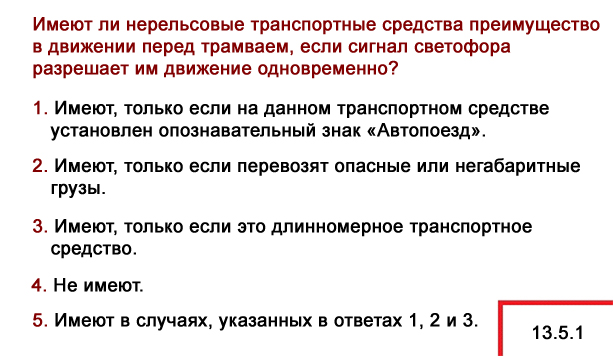 Имеют ли нерельсовые транспортные средства преимущество
в движении перед трамваем, если сигнал светофора
разрешает им движение одновременно?
1. Имеют, только если на данном транспортном средстве
установлен опознавательный знак «Автопоезд».
2. Имеют, только если перевозят опасные или негабаритные
грузы.
3. Имеют, только если это длинномерное транспортное
средство.
4. Не имеют.
5. Имеют в случаях, указанных в ответах 1, 2 и 3.
13.5.1